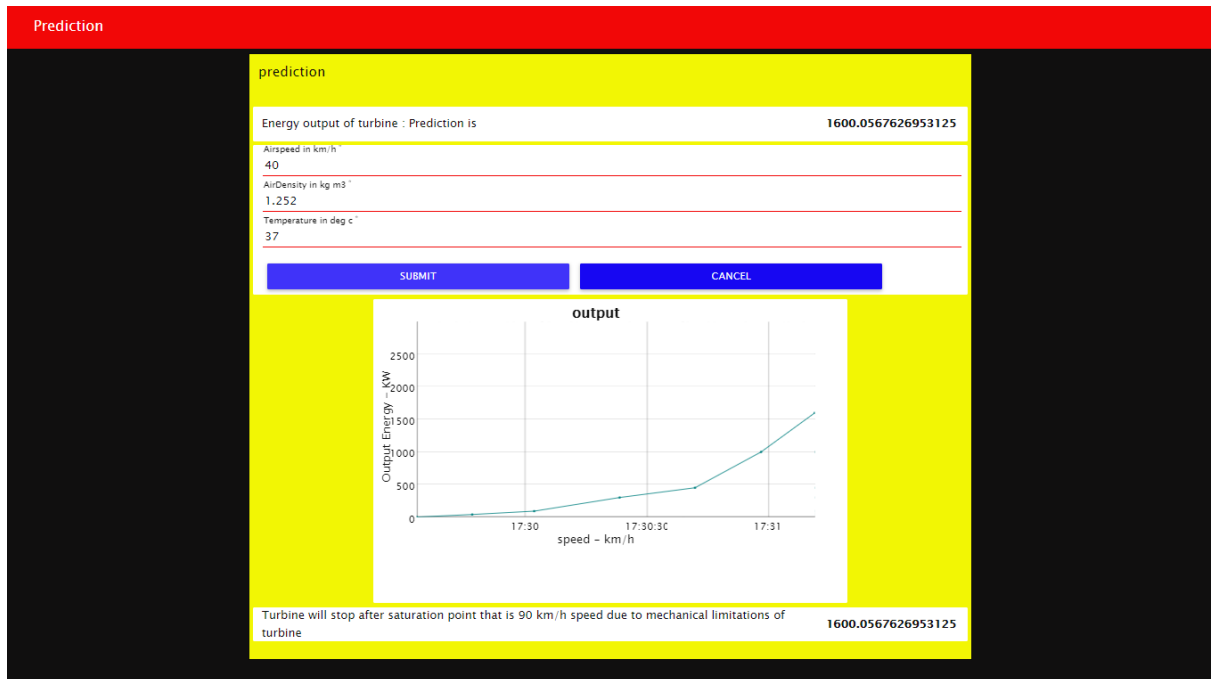 Prediction
prediction
Energy output of turbine : Prediction is 1600.0567626953125
Airspeed in km/h *
40
AirDensity in kg m3 *
1.252
Temperature in deg c *
37
SUBMIT CANCEL
output
2500
2000
1500
1000
500
0
Output Energy - KW
17:30 17:30:30 17:31
speed - km/h
Turbine will stop after saturation point that is 90 km/h speed due to mechanical limitations of
turbine
1600.0567626953125